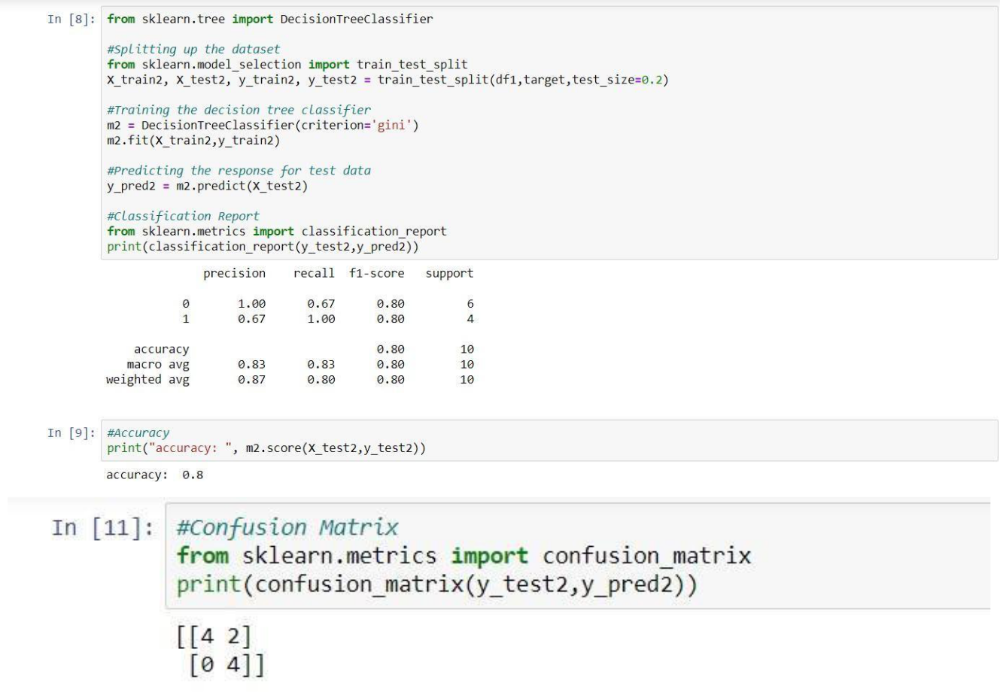 In [8]: from sklearn.tree import DecisionTreeClassifier
#Splitting up the dataset
from sklearn.model_selection import train_test_split
X_train2, X_test2, y_train2, y_test2 = train_test_split(df1,target,test_size=0.2)
#Training the decision tree classifier
m2 = DecisionTreeClassifier(criterion='gini')
m2.fit(X_train2,y_train2)
#Predicting the response for test data
y_pred2 = m2.predict(X_test2)
#Classification Report
from sklearn.metrics import classification_report
print(classification_report(y_test2,y_pred2))
precision recall f1-score support
0 1.00 0.67 0.80 6
1 0.67 1.00 0.80 4
accuracy 0.80 10
macro avg 0.83 0.83 0.80 10
weighted avg 0.87 0.80 0.80 10
In [9]: #Accuracy
print("accuracy: ", m2.score(X_test2,y_test2))
accuracy: 0.8
In [11]: #Confusion Matrix
from sklearn.metrics import confusion_matrix
print(confusion_matrix(y_test2,y_pred2))
[[4 2]
[0 4]]